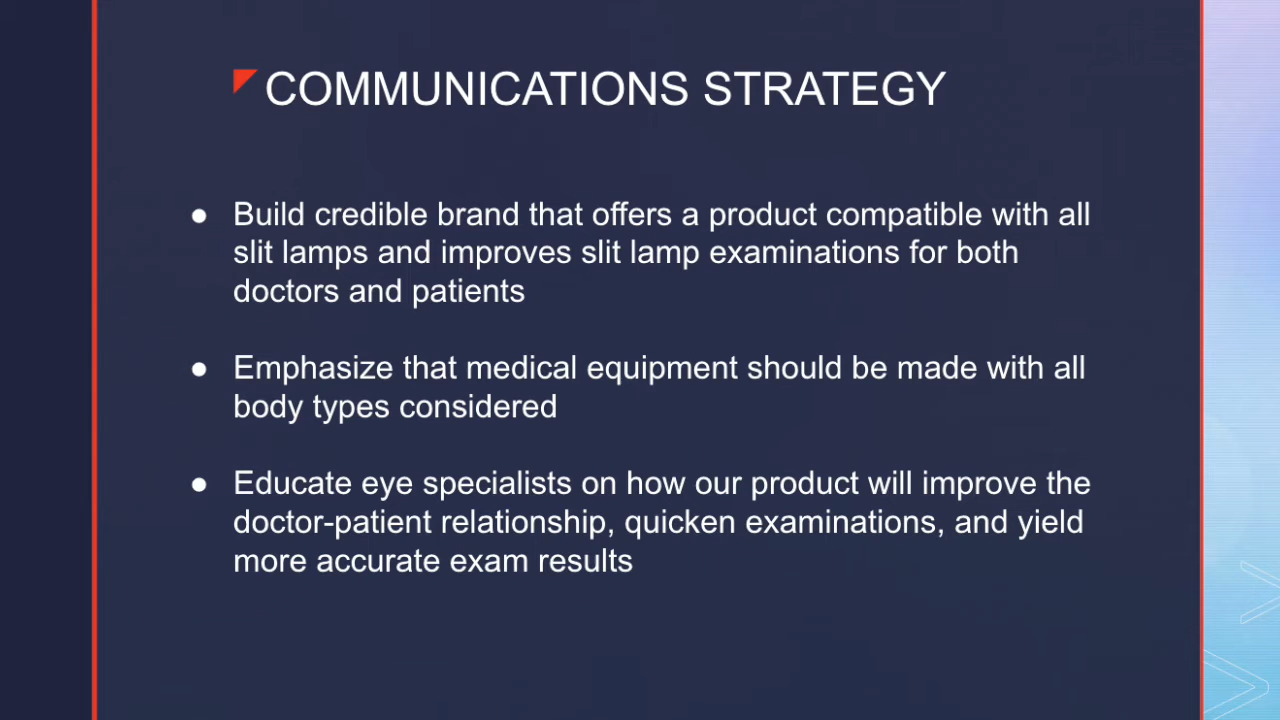 COMMUNICATIONS STRATEGY
● Build credible brand that offers a product compatible with all
slit lamps and improves slit lamp examinations for both
doctors and patients
● Emphasize that medical equipment should be made with all
body types considered
● Educate eye specialists on how our product will improve the
doctor-patient relationship, quicken examinations, and yield
more accurate exam results